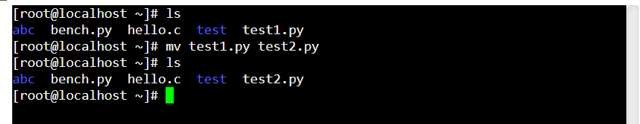 [root@localhost ~]# ls
abc  bench.py  hello.c  test  test1.py
[root@localhost ~]# mv test1.py test2.py
[root@localhost ~]# ls
abc  bench.py  hello.c  test  test2.py
[root@localhost ~]#